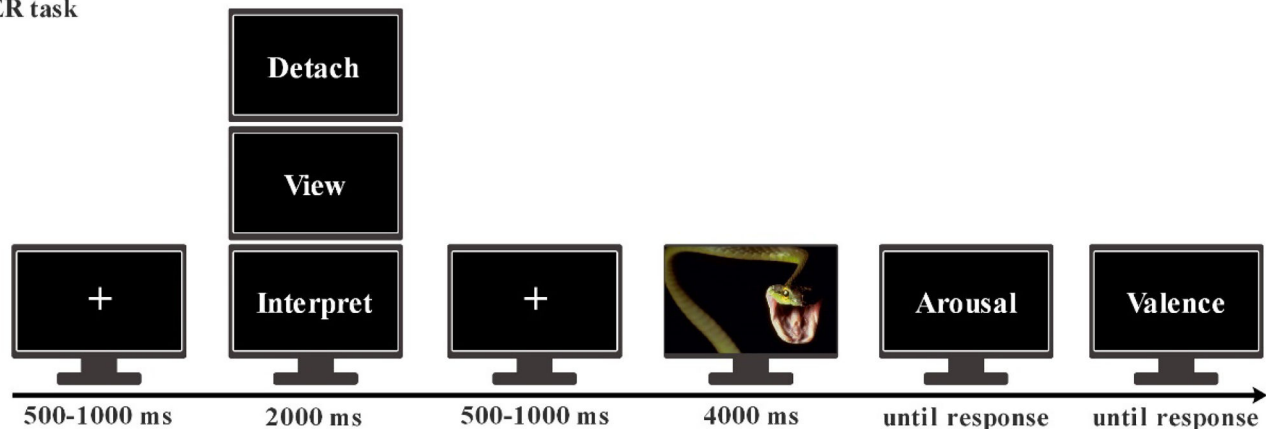 ER task
Detach
View
+
Interpret
+
Arousal
Valence
500-1000 ms
2000 ms
500-1000 ms
4000 ms
until response
until response